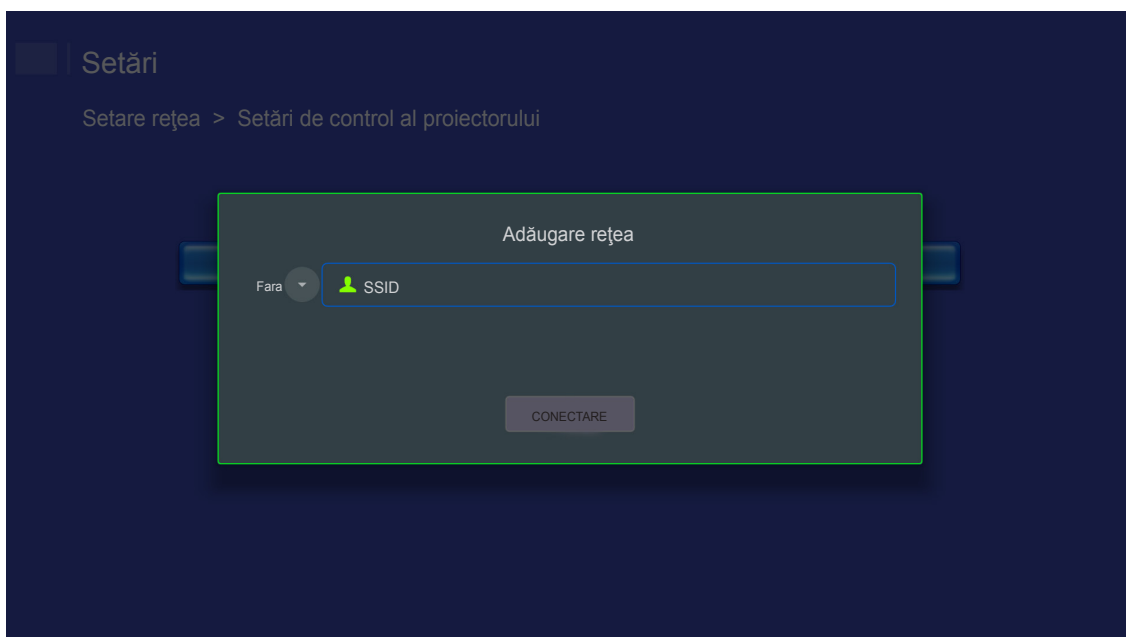 Setări
Setare reţea > Setări de control al proiectorului
Adăugare reţea
Fara SSID
CONECTARE